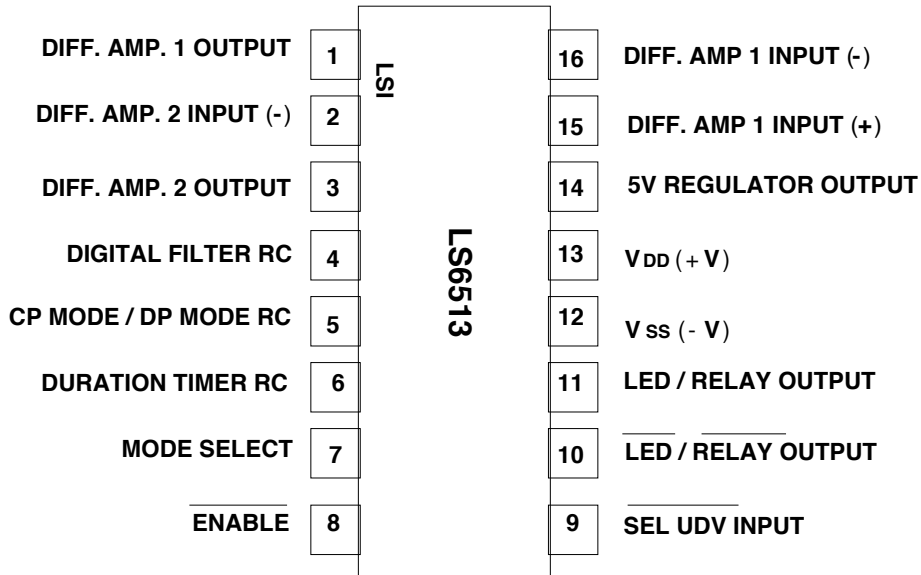 DIFF. AMP. 1 OUTPUT 1
DIFF. AMP. 2 INPUT (-) 2
DIFF. AMP. 2 OUTPUT 3
DIGITAL FILTER RC 4
CP MODE / DP MODE RC 5
DURATION TIMER RC 6
MODE SELECT 7
ENABLE 8
LSI
LS6513
16 DIFF. AMP 1 INPUT (-)
15 DIFF. AMP 1 INPUT (+)
14 5V REGULATOR OUTPUT
13 V DD (+ V)
12 V SS (- V)
11 LED / RELAY OUTPUT
10 LED / RELAY OUTPUT
9 SEL UDV INPUT